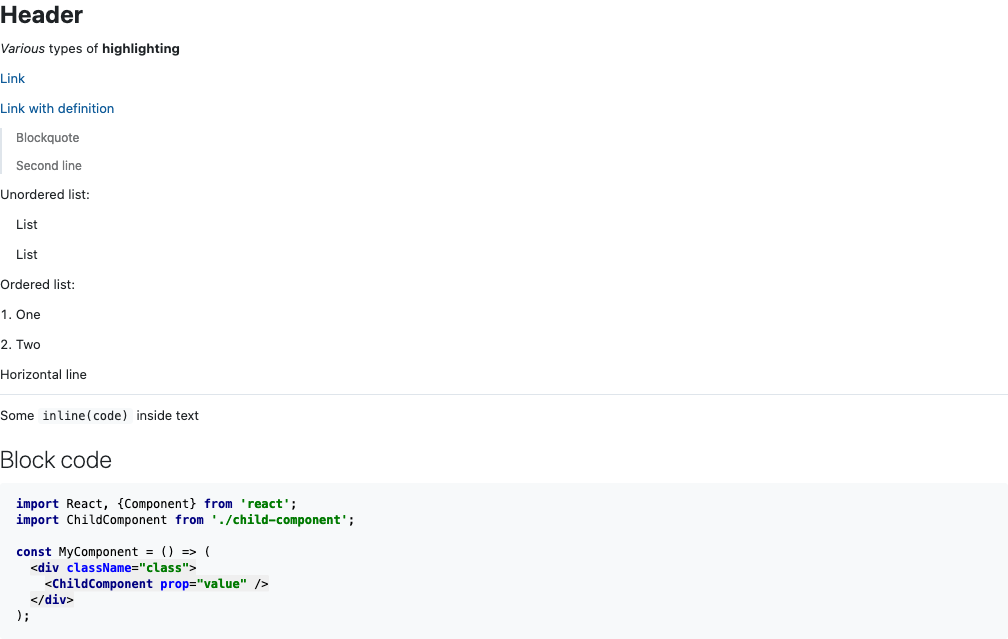 Header
Various types of highlighting
Link
Link with definition
Blockquote
Second line
Unordered list:
List
List
Ordered list:
1. One
2. Two
Horizontal line
Some inline(code) inside text
Block code
import React, {Component} from 'react';
import ChildComponent from './child-component';
const MyComponent = () => (
  <div className="class">
    <ChildComponent prop="value" />
  </div>
);